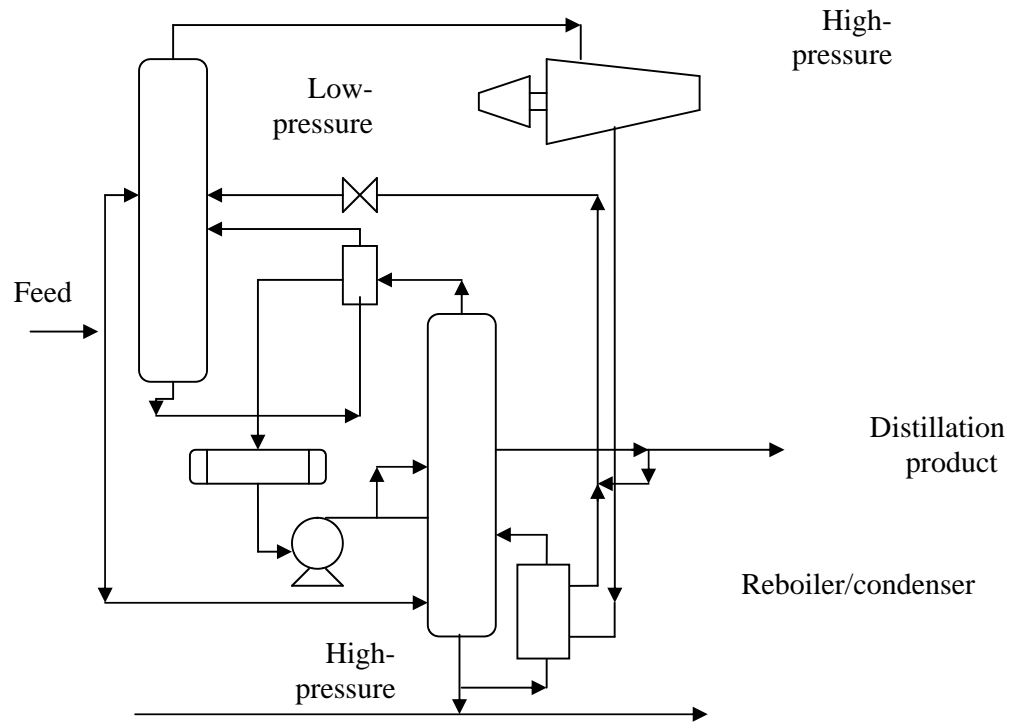 High-
pressure
Low-
pressure
Feed
Distillation
product
Reboiler/condenser
High-
pressure